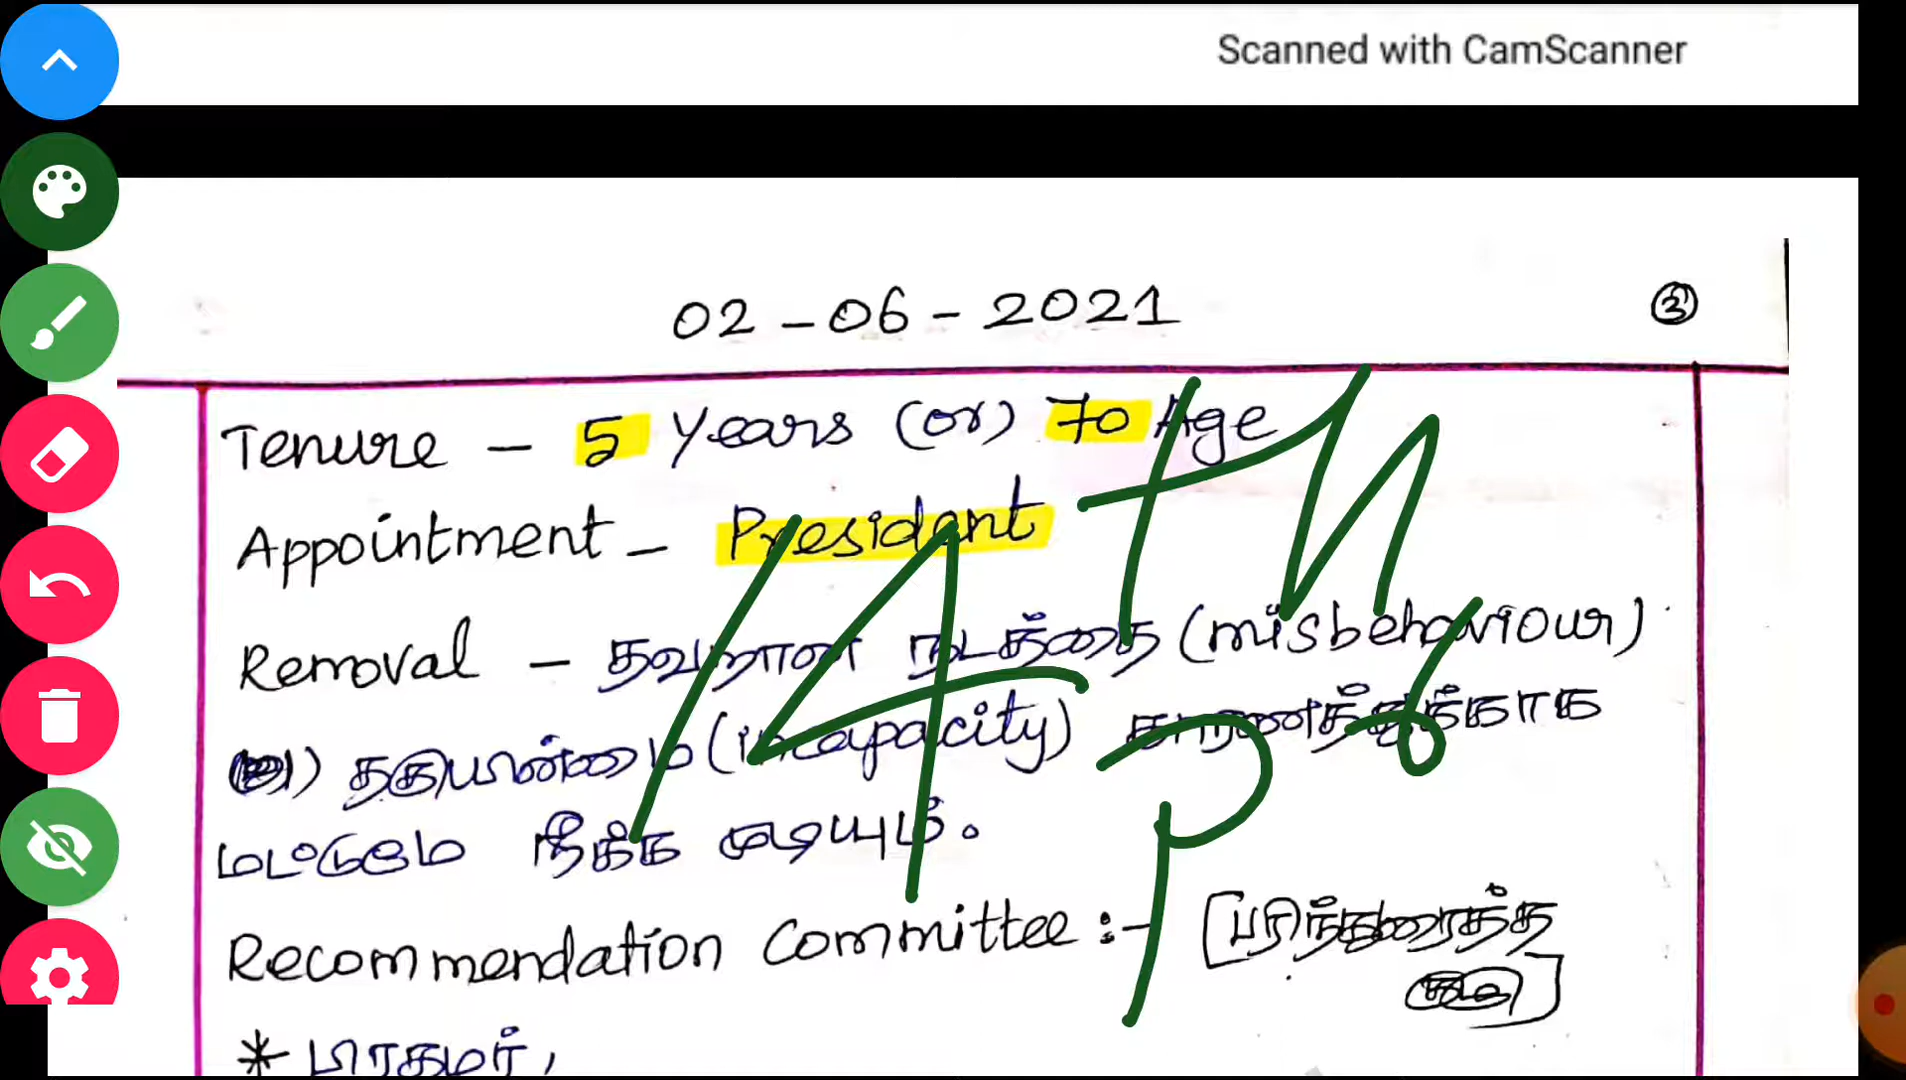 Scanned with CamScanner
02 - 06 - 2021
3
Tenure - 5 Years (or) 70 Age
Appointment - President
Removal - தவறான நடத்தை (misbehaviour)
(அ) தகுயின்மை (incapacity) காரணத்துக்காக
மட்டுமே நீக்க முடியும்.
Recommendation Committee :- [பரிந்துரைத்த
குழு]
* பிரதமர்,
14th